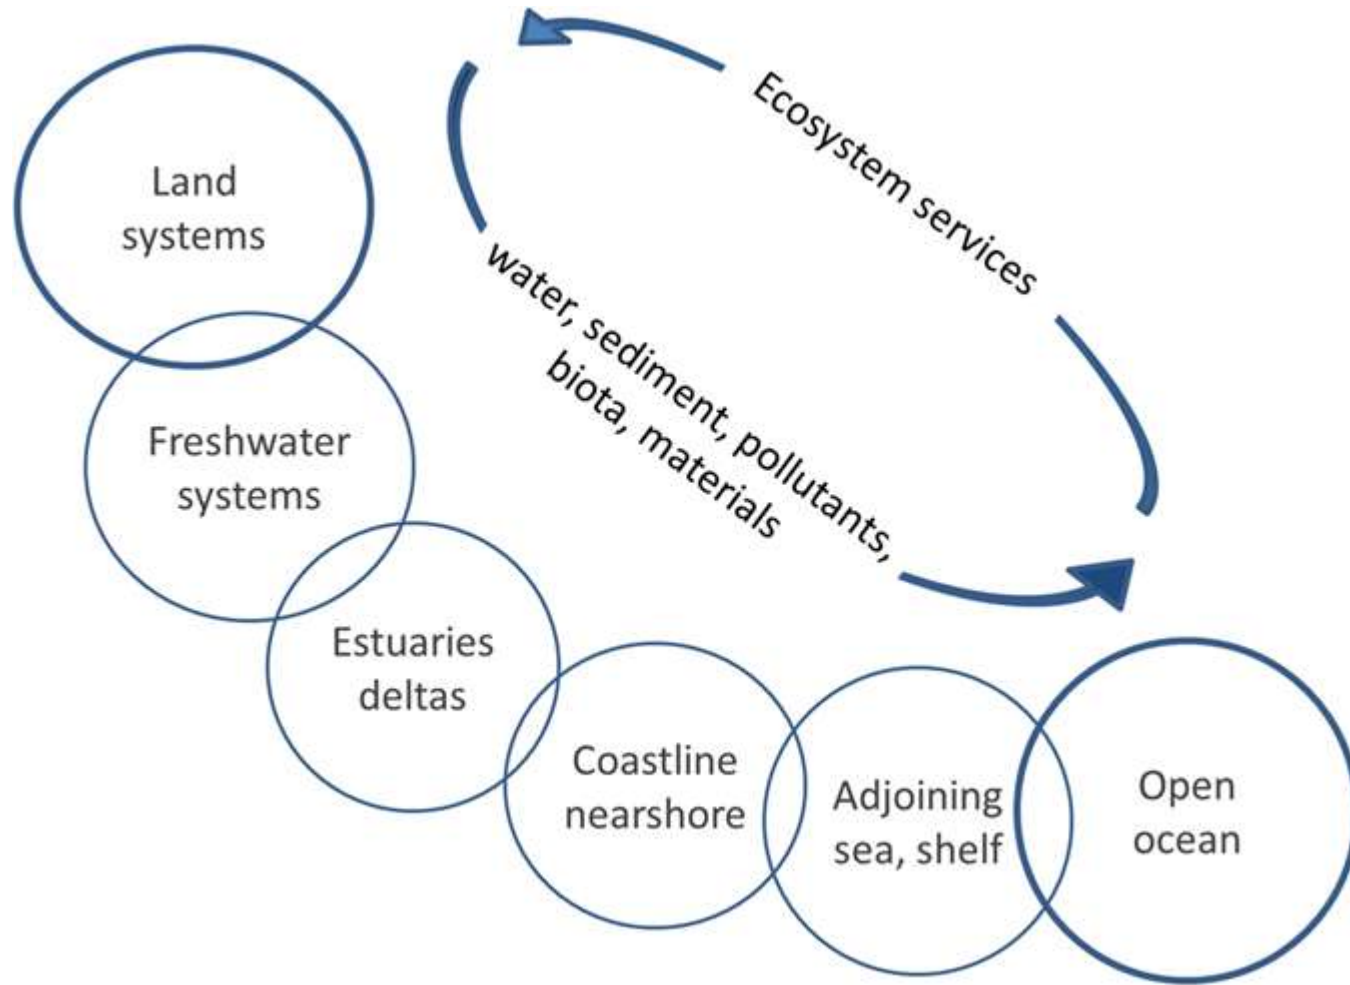 Ecosystem services
water, sediment, pollutants,
biota, materials
Land
systems
Freshwater
systems
Estuaries
deltas
Coastline
nearshore
Adjoining
sea, shelf
Open
ocean